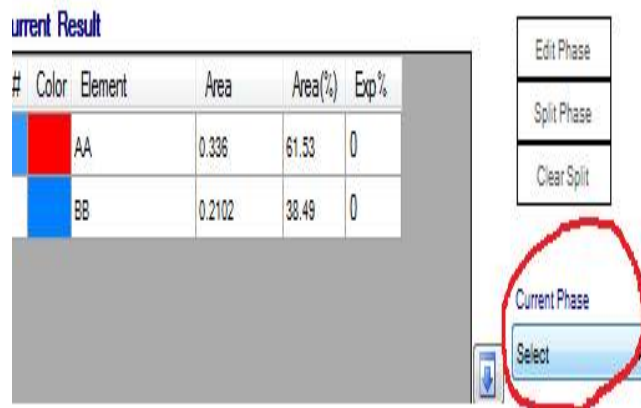 urrent Result
# Color Element Area Area(%) Exp%
AA 0.336 61.53 0
BB 0.2102 38.49 0
Edit Phase
Split Phase
Clear Split
Current Phase
Select